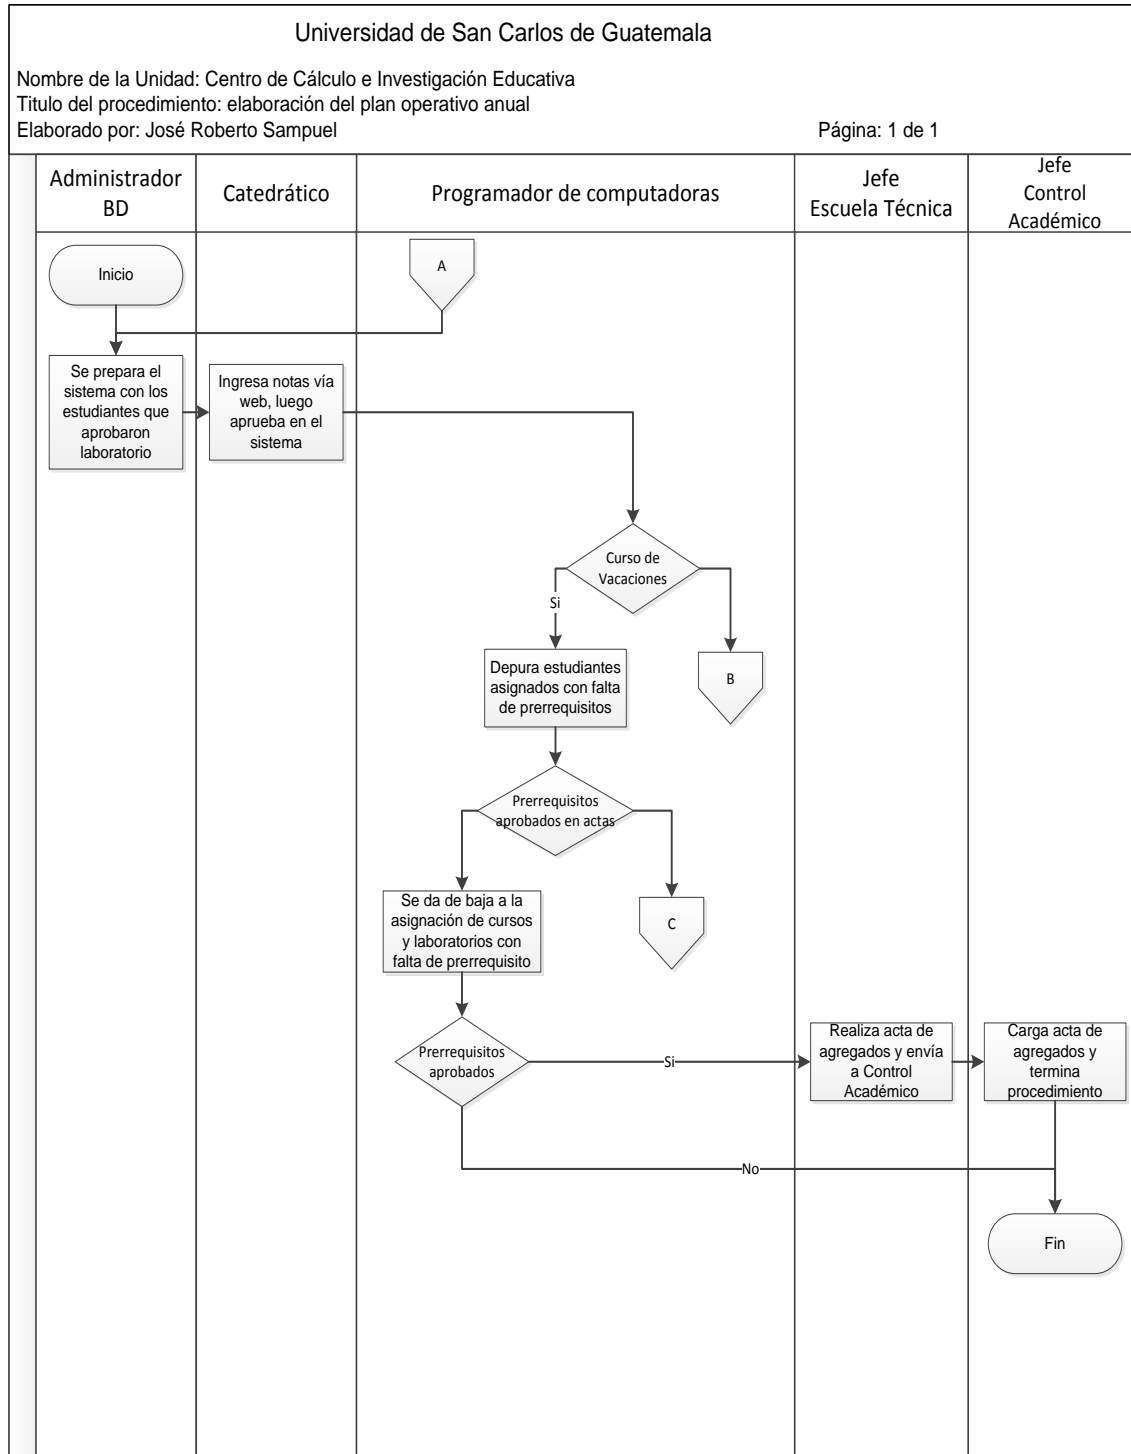 Universidad de San Carlos de Guatemala
Nombre de la Unidad: Centro de Cálculo e Investigación Educativa
Titulo del procedimiento: elaboración del plan operativo anual
Elaborado por: José Roberto Sampuel
Página: 1 de 1
Administrador
BD
Catedrático
Programador de computadoras
Jefe
Escuela Técnica
Jefe
Control
Académico
Inicio
A
Se prepara el
sistema con los
estudiantes que
aprobaron
laboratorio
Ingresa notas vía
web, luego
aprueba en el
sistema
Curso de
Vacaciones
Si
Depura estudiantes
asignados con falta
de prerrequisitos
B
Prerrequisitos
aprobados en actas
Se da de baja a la
asignación de cursos
y laboratorios con
falta de prerrequisito
C
Prerrequisitos
aprobados
Si
Realiza acta de
agregados y envía
a Control
Académico
Carga acta de
agregados y
termina
procedimiento
No
Fin